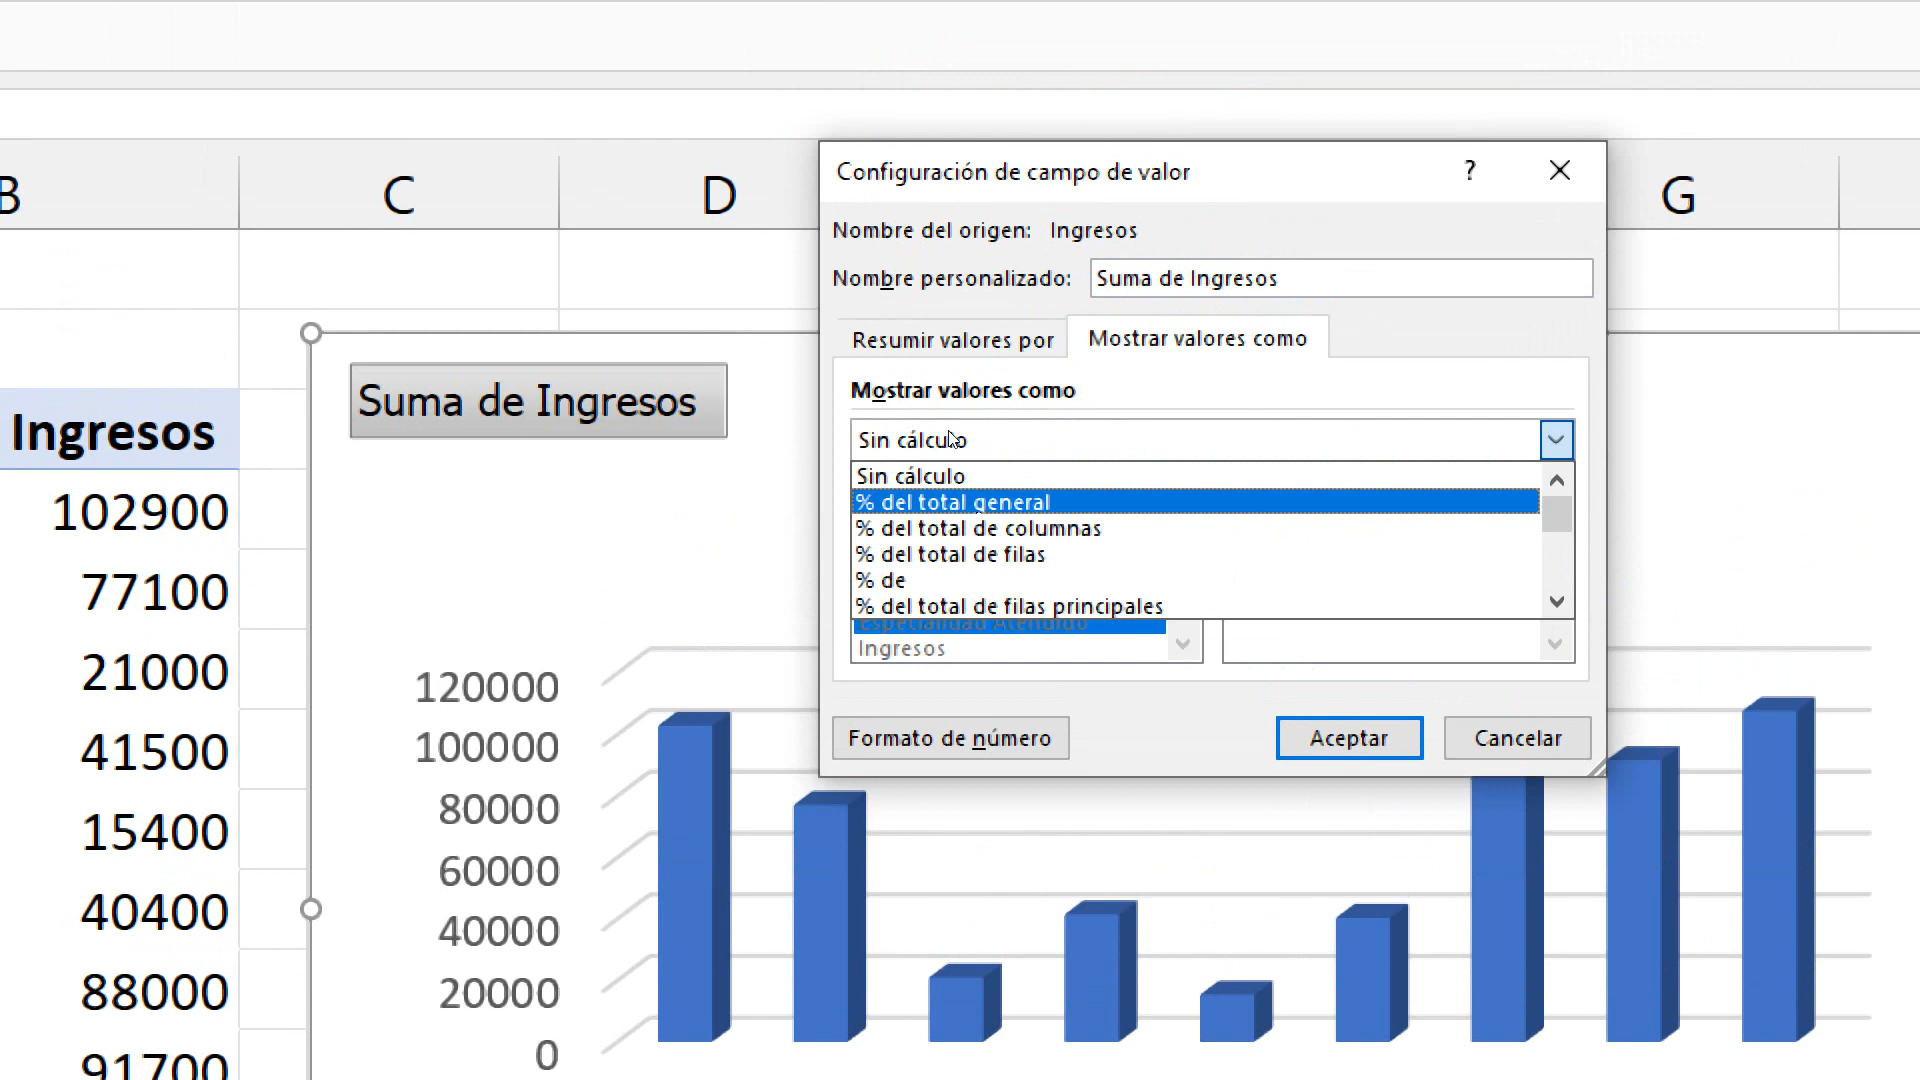 B
C
D
G
Configuración de campo de valor
?
Nombre del origen: Ingresos
Nombre personalizado: Suma de Ingresos
Resumir valores por
Mostrar valores como
Mostrar valores como
Sin cálculo
Sin cálculo
% del total general
% del total de columnas
% del total de filas
% de
% del total de filas principales
Especialidad Atendido
Ingresos
Formato de número
Aceptar
Cancelar
Suma de Ingresos
Ingresos
102900
77100
21000
41500
15400
40400
88000
91700
120000
100000
80000
60000
40000
20000
0